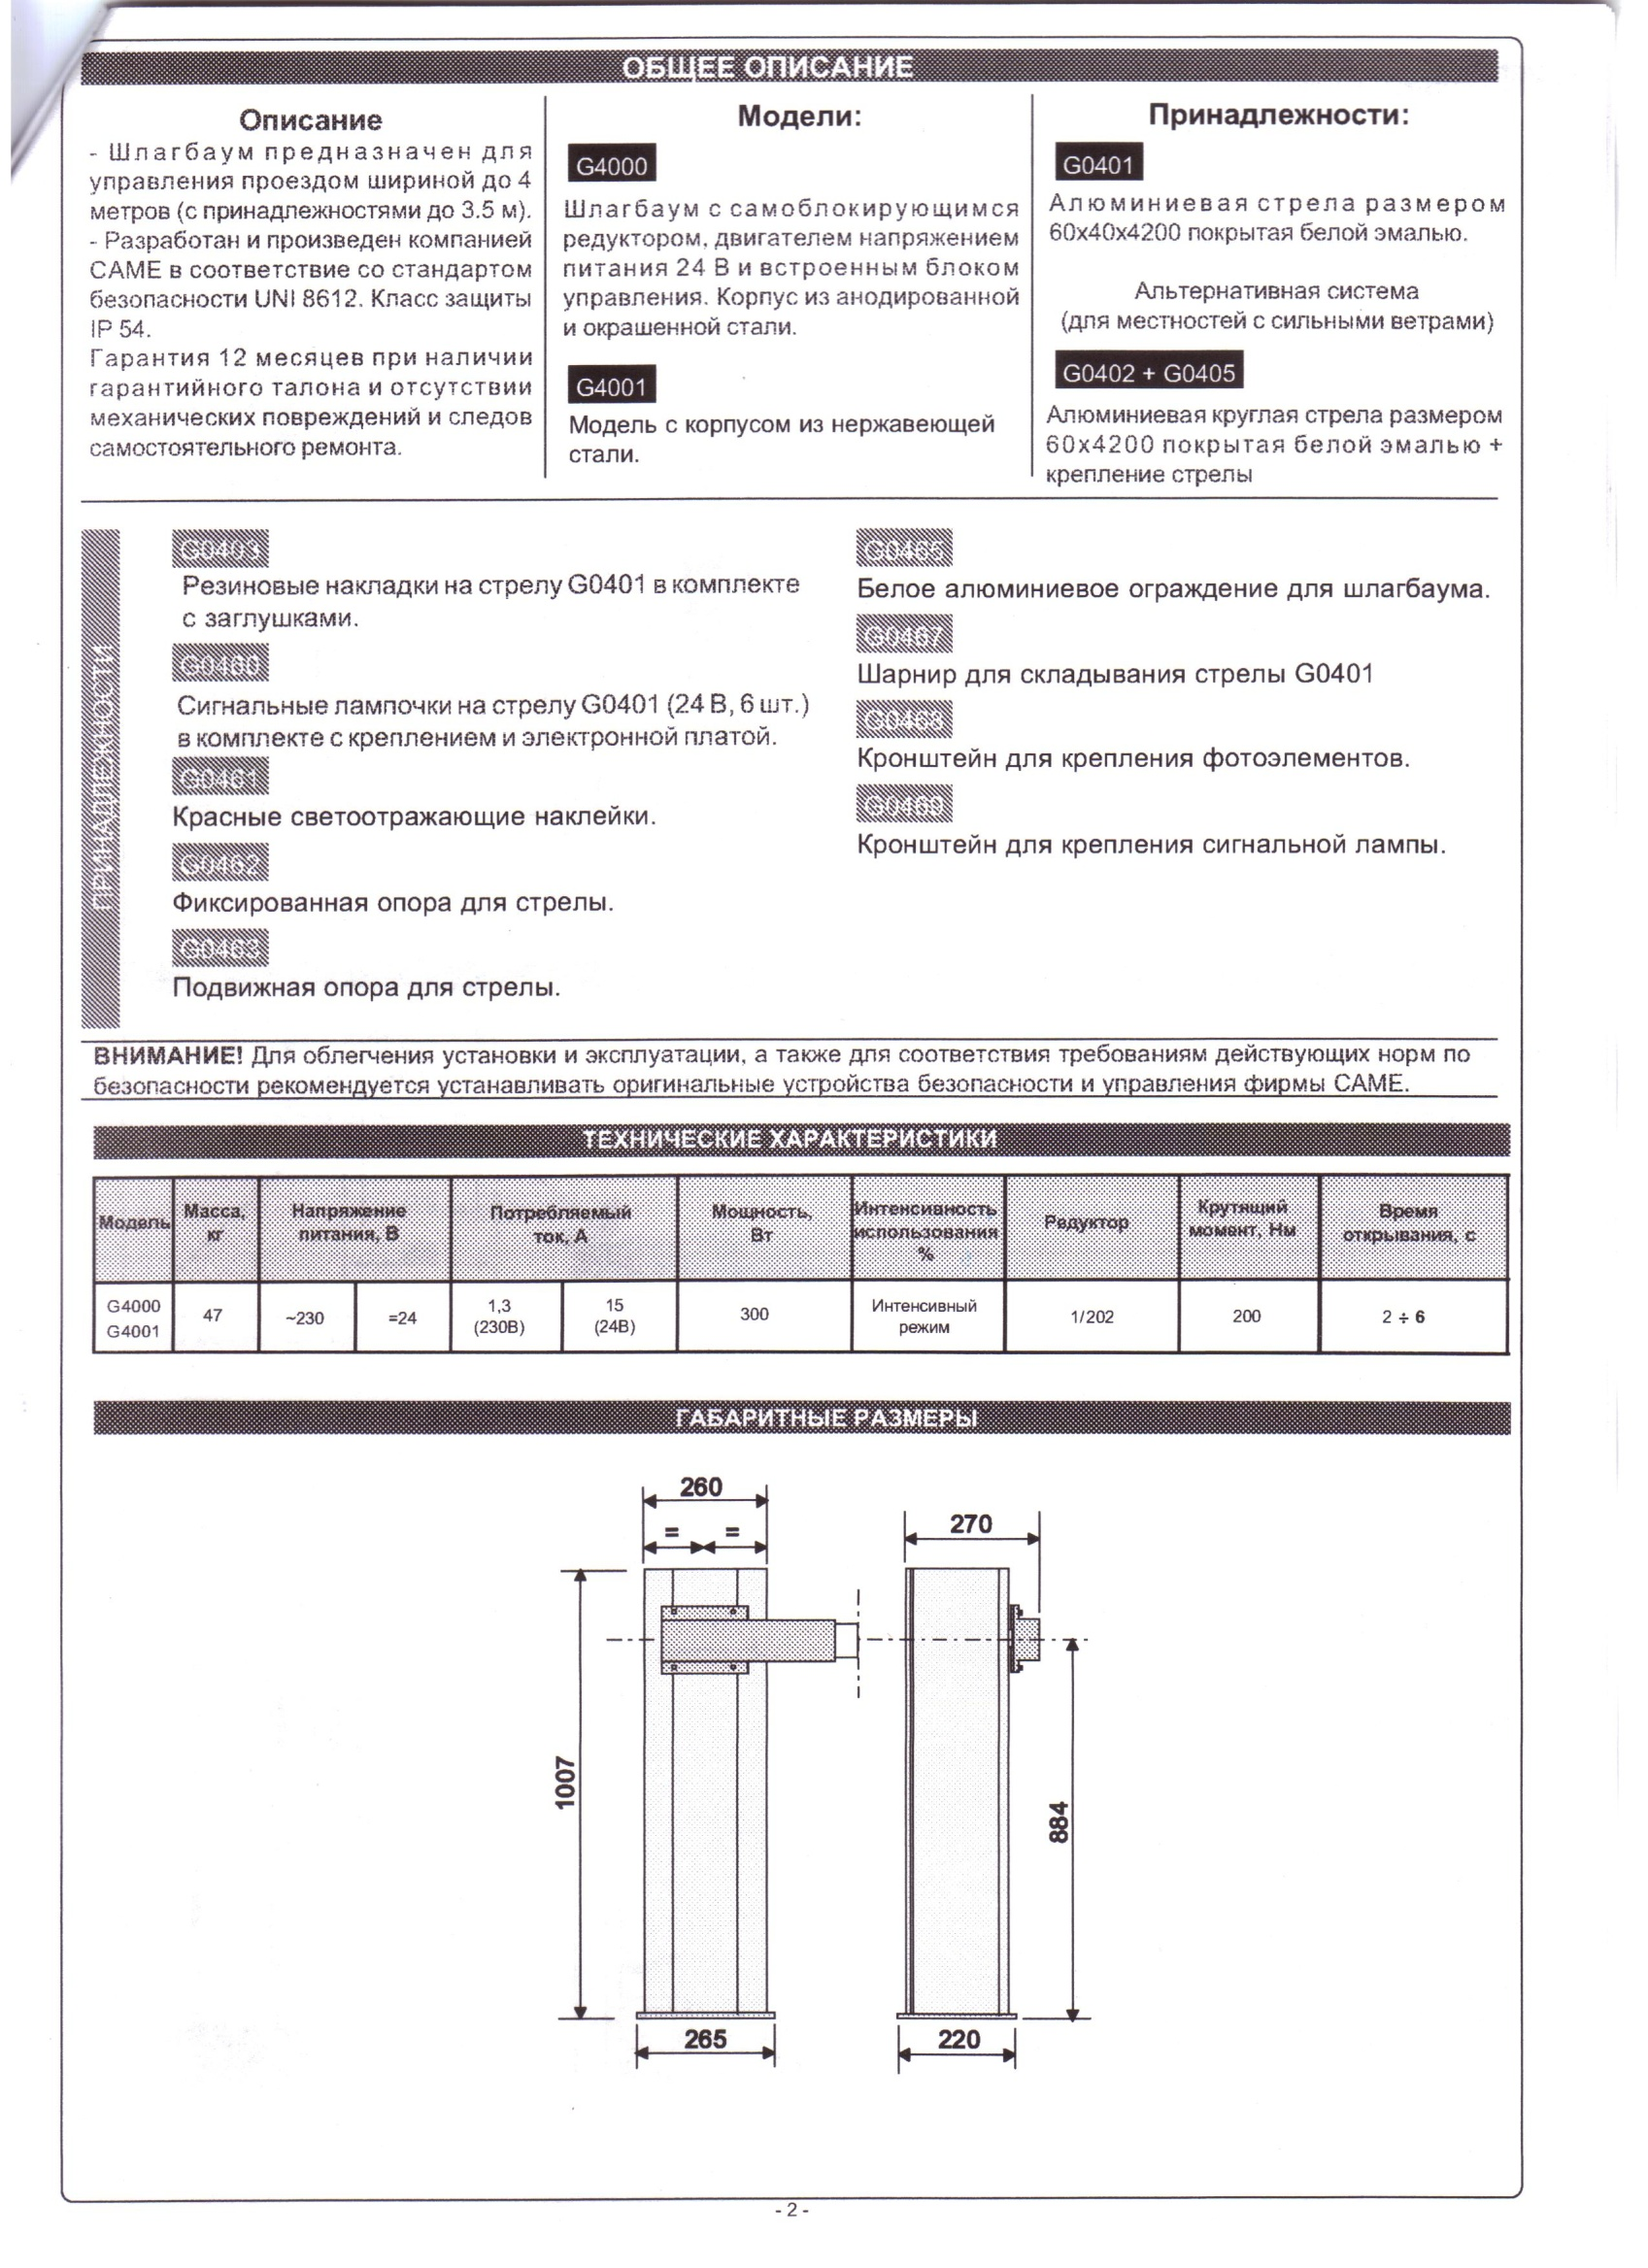 ОБЩЕЕ ОПИСАНИЕ
Описание
- Шлагбаум предназначен для
управления проездом шириной до 4
метров (с принадлежностями до 3.5 м).
- Разработан и произведен компанией
CAME в соответствие со стандартом
безопасности UNI 8612. Класс защиты
IP 54.
Гарантия 12 месяцев при наличии
гарантийного талона и отсутствии
механических повреждений и следов
самостоятельного ремонта.
Модели:
G4000
Шлагбаум с самоблокирующимся
редуктором, двигателем напряжением
питания 24 В и встроенным блоком
управления. Корпус из анодированной
и окрашенной стали.
G4001
Модель с корпусом из нержавеющей
стали.
Принадлежности:
G0401
Алюминиевая стрела размером
60x40x4200 покрытая белой эмалью.
Альтернативная система
(для местностей с сильными ветрами)
G0402 + G0405
Алюминиевая круглая стрела размером
60x4200 покрытая белой эмалью +
крепление стрелы
ПРИНАДЛЕЖНОСТИ
G0403
Резиновые накладки на стрелу G0401 в комплекте
с заглушками.
G0460
Сигнальные лампочки на стрелу G0401 (24 В, 6 шт.)
в комплекте с креплением и электронной платой.
G0461
Красные светоотражающие наклейки.
G0462
Фиксированная опора для стрелы.
G0463
Подвижная опора для стрелы.
G0465
Белое алюминиевое ограждение для шлагбаума.
G0467
Шарнир для складывания стрелы G0401
G0468
Кронштейн для крепления фотоэлементов.
G0469
Кронштейн для крепления сигнальной лампы.
ВНИМАНИЕ! Для облегчения установки и эксплуатации, а также для соответствия требованиям действующих норм по
безопасности рекомендуется устанавливать оригинальные устройства безопасности и управления фирмы CAME.
ТЕХНИЧЕСКИЕ ХАРАКТЕРИСТИКИ
Модель Масса, кг Напряжение питания, В Потребляемый ток, А Мощность, Вт Интенсивность использования % Редуктор Крутящий момент, Нм Время открывания, с
G4000 G4001 47 ~230 =24 1,3 (230В) 15 (24В) 300 Интенсивный режим 1/202 200 2 ÷ 6
ГАБАРИТНЫЕ РАЗМЕРЫ
260
= =
270
1007
884
265
220
- 2 -